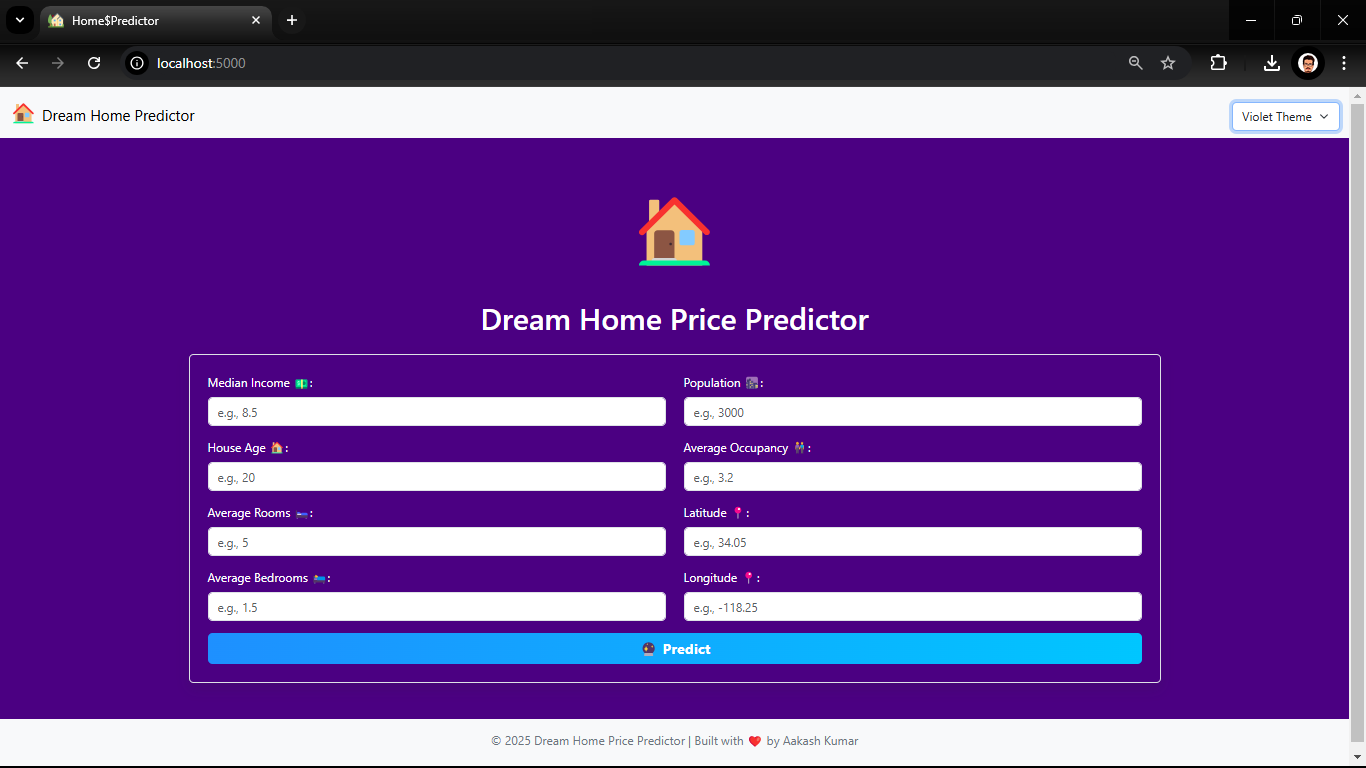 Home$Predictor
localhost:5000
Dream Home Predictor
Violet Theme
Dream Home Price Predictor
Median Income 💵:
Population 🌆:
e.g., 8.5
e.g., 3000
House Age 🏠:
Average Occupancy 👫:
e.g., 20
e.g., 3.2
Average Rooms 🛏️:
Latitude 📍:
e.g., 5
e.g., 34.05
Average Bedrooms 🛌:
Longitude 📍:
e.g., 1.5
e.g., -118.25
🔮 Predict
© 2025 Dream Home Price Predictor | Built with ❤️ by Aakash Kumar